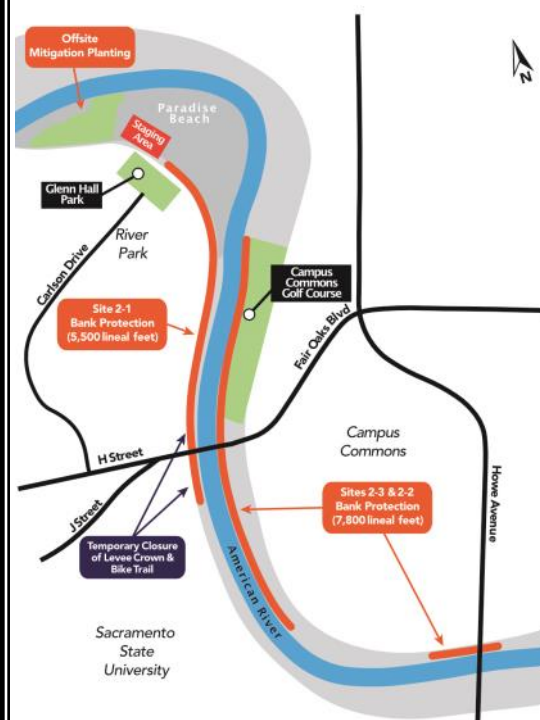 Offsite
Mitigation Planting
N
Paradise
Beach
Staging
Area
Glenn Hall
Park
River
Park
Carlson Drive
Campus
Commons
Golf Course
Site 2-1
Bank Protection
(5,500 lineal feet)
Fair Oaks Blvd
Campus
Commons
H Street
J Street
Sites 2-3 & 2-2
Bank Protection
(7,800 lineal feet)
Howe Avenue
Temporary Closure
of Levee Crown &
Bike Trail
American River
Sacramento
State
University